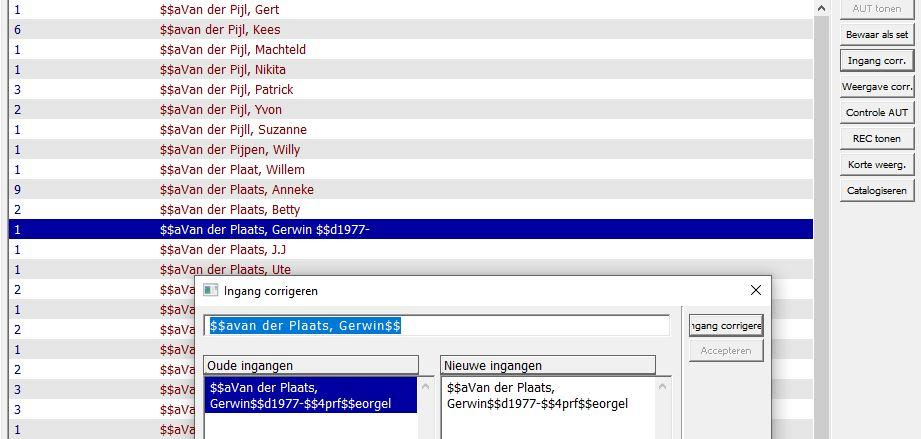 1 $$aVan der Pijl, Gert
6 $$avan der Pijl, Kees
1 $$aVan der Pijl, Machteld
1 $$aVan der Pijl, Nikita
3 $$aVan der Pijl, Patrick
2 $$aVan der Pijl, Yvon
1 $$aVan der Pijll, Suzanne
1 $$aVan der Pijpen, Willy
1 $$aVan der Plaat, Willem
9 $$aVan der Plaats, Anneke
2 $$aVan der Plaats, Betty
1 $$aVan der Plaats, Gerwin $$d1977-
1 $$aVan der Plaats, J.J
1 $$aVan der Plaats, Ute
2 $$aVa
1 $$aVa
2 $$aVa
1 $$aVa
2 $$aVa
3 $$aVa
3 $$aVa
1 $$aVa
AUT tonen
Bewaar als set
Ingang corr.
Weergave corr.
Controle AUT
REC tonen
Korte weerg.
Catalogiseren
Ingang corrigeren
$$avan der Plaats, Gerwin$$
ngang corrigere
Accepteren
Oude ingangen
$$aVan der Plaats,
Gerwin$$d1977-$$4prf$$eorgel
Nieuwe ingangen
$$aVan der Plaats,
Gerwin$$d1977-$$4prf$$eorgel